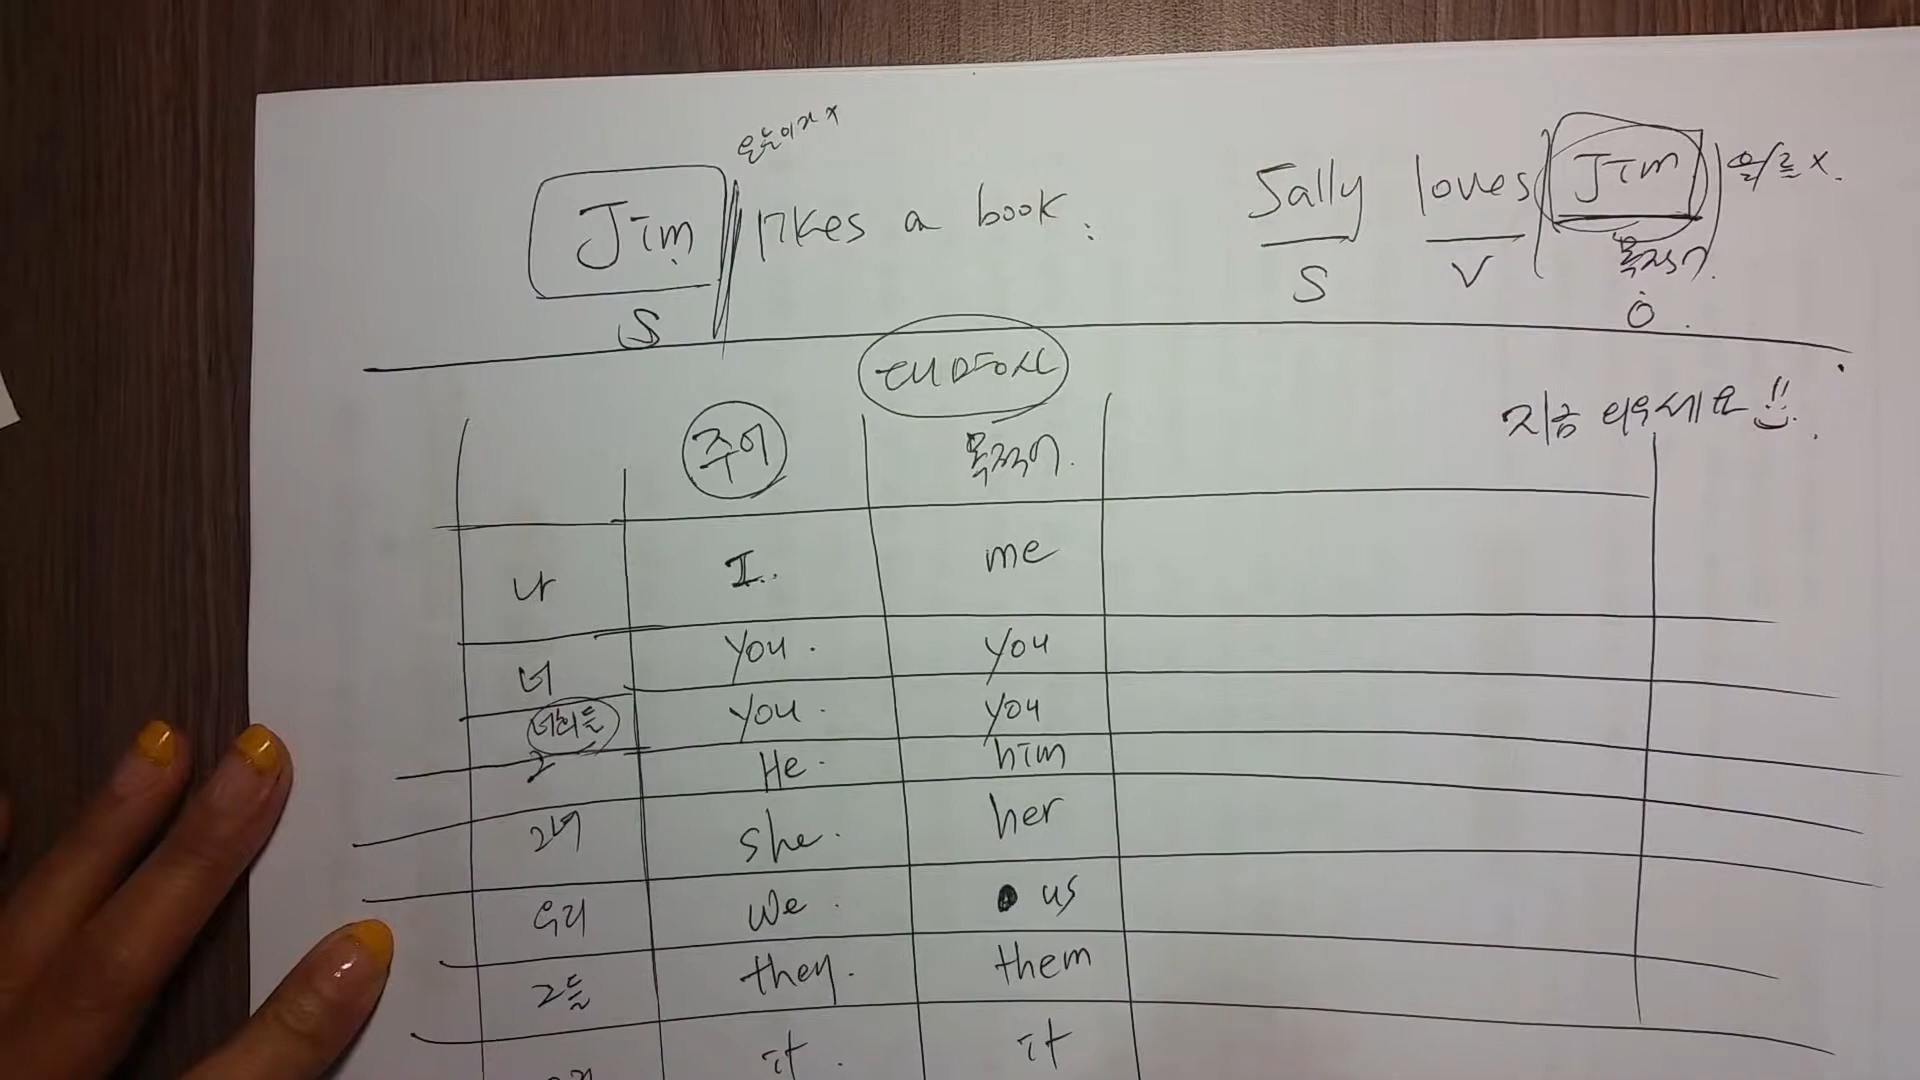 은는이가 x
Jim likes a book.
S
Sally loves Jim 을/를 x.
S V 목적어.
O.
대명사
지금 외우세요
주어 목적어.
나 I. me
너 you. you
너희들 you. you
그 He. him
그녀 she. her
우리 we. us
그들 they. them
it. it